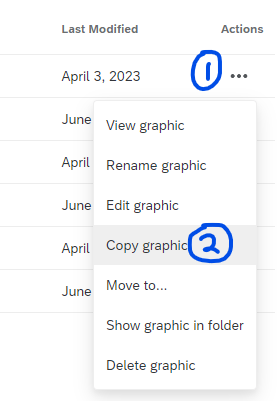 Last Modified Actions
April 3, 2023 1 •••
June
View graphic
April
Rename graphic
June
Edit graphic
April
Copy graphic 2
June
Move to...
Show graphic in folder
Delete graphic